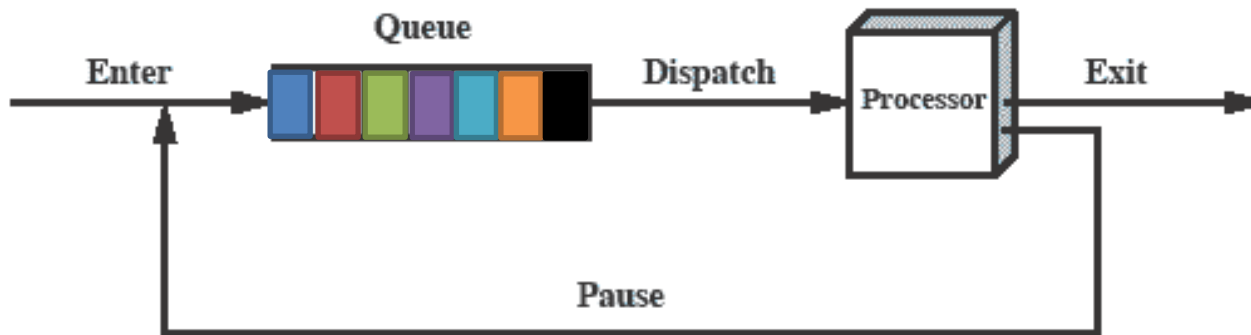 Queue
Enter
Dispatch
Exit
Processor
Pause